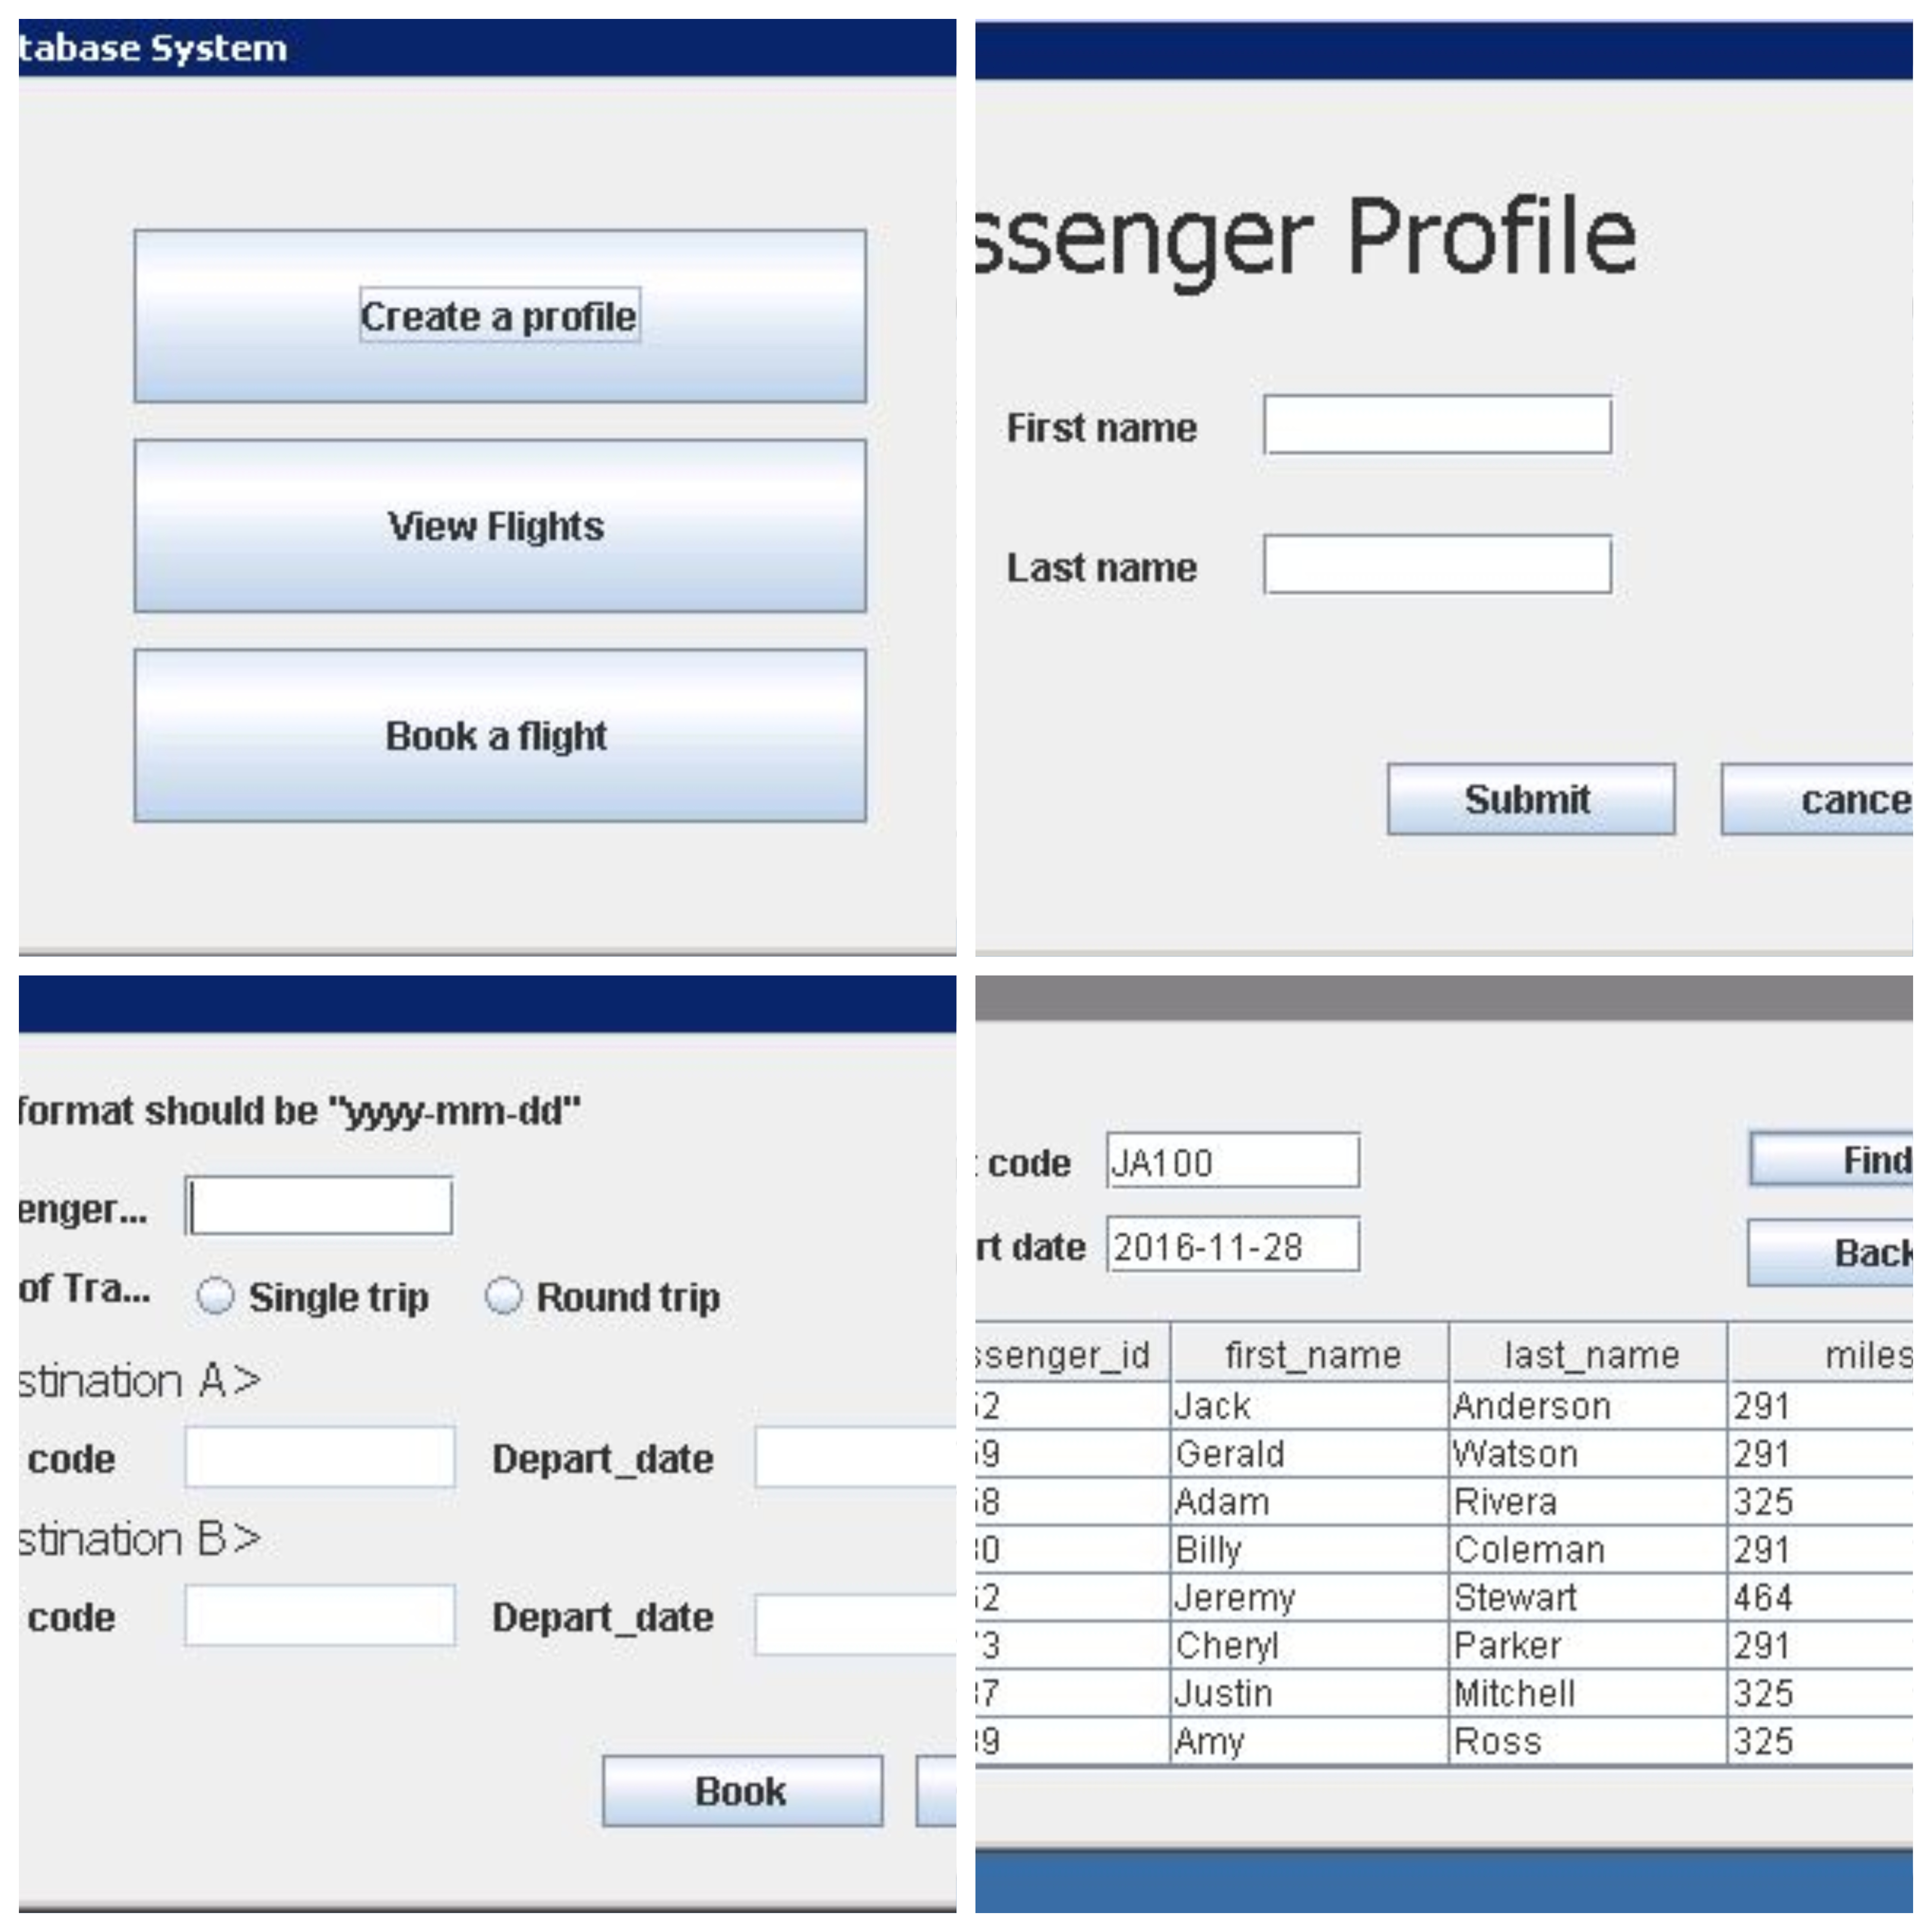 tabase System
Create a profile
View Flights
Book a flight
ssenger Profile
First name
Last name
Submit cance
format should be "yyyy-mm-dd"
enger...
of Tra... Single trip Round trip
stination A>
code Depart_date
stination B>
code Depart_date
Book
code JA100 Find
rt date 2016-11-28 Back
ssenger_id first_name last_name miles
2 Jack Anderson 291
9 Gerald Watson 291
8 Adam Rivera 325
0 Billy Coleman 291
2 Jeremy Stewart 464
3 Cheryl Parker 291
7 Justin Mitchell 325
9 Amy Ross 325